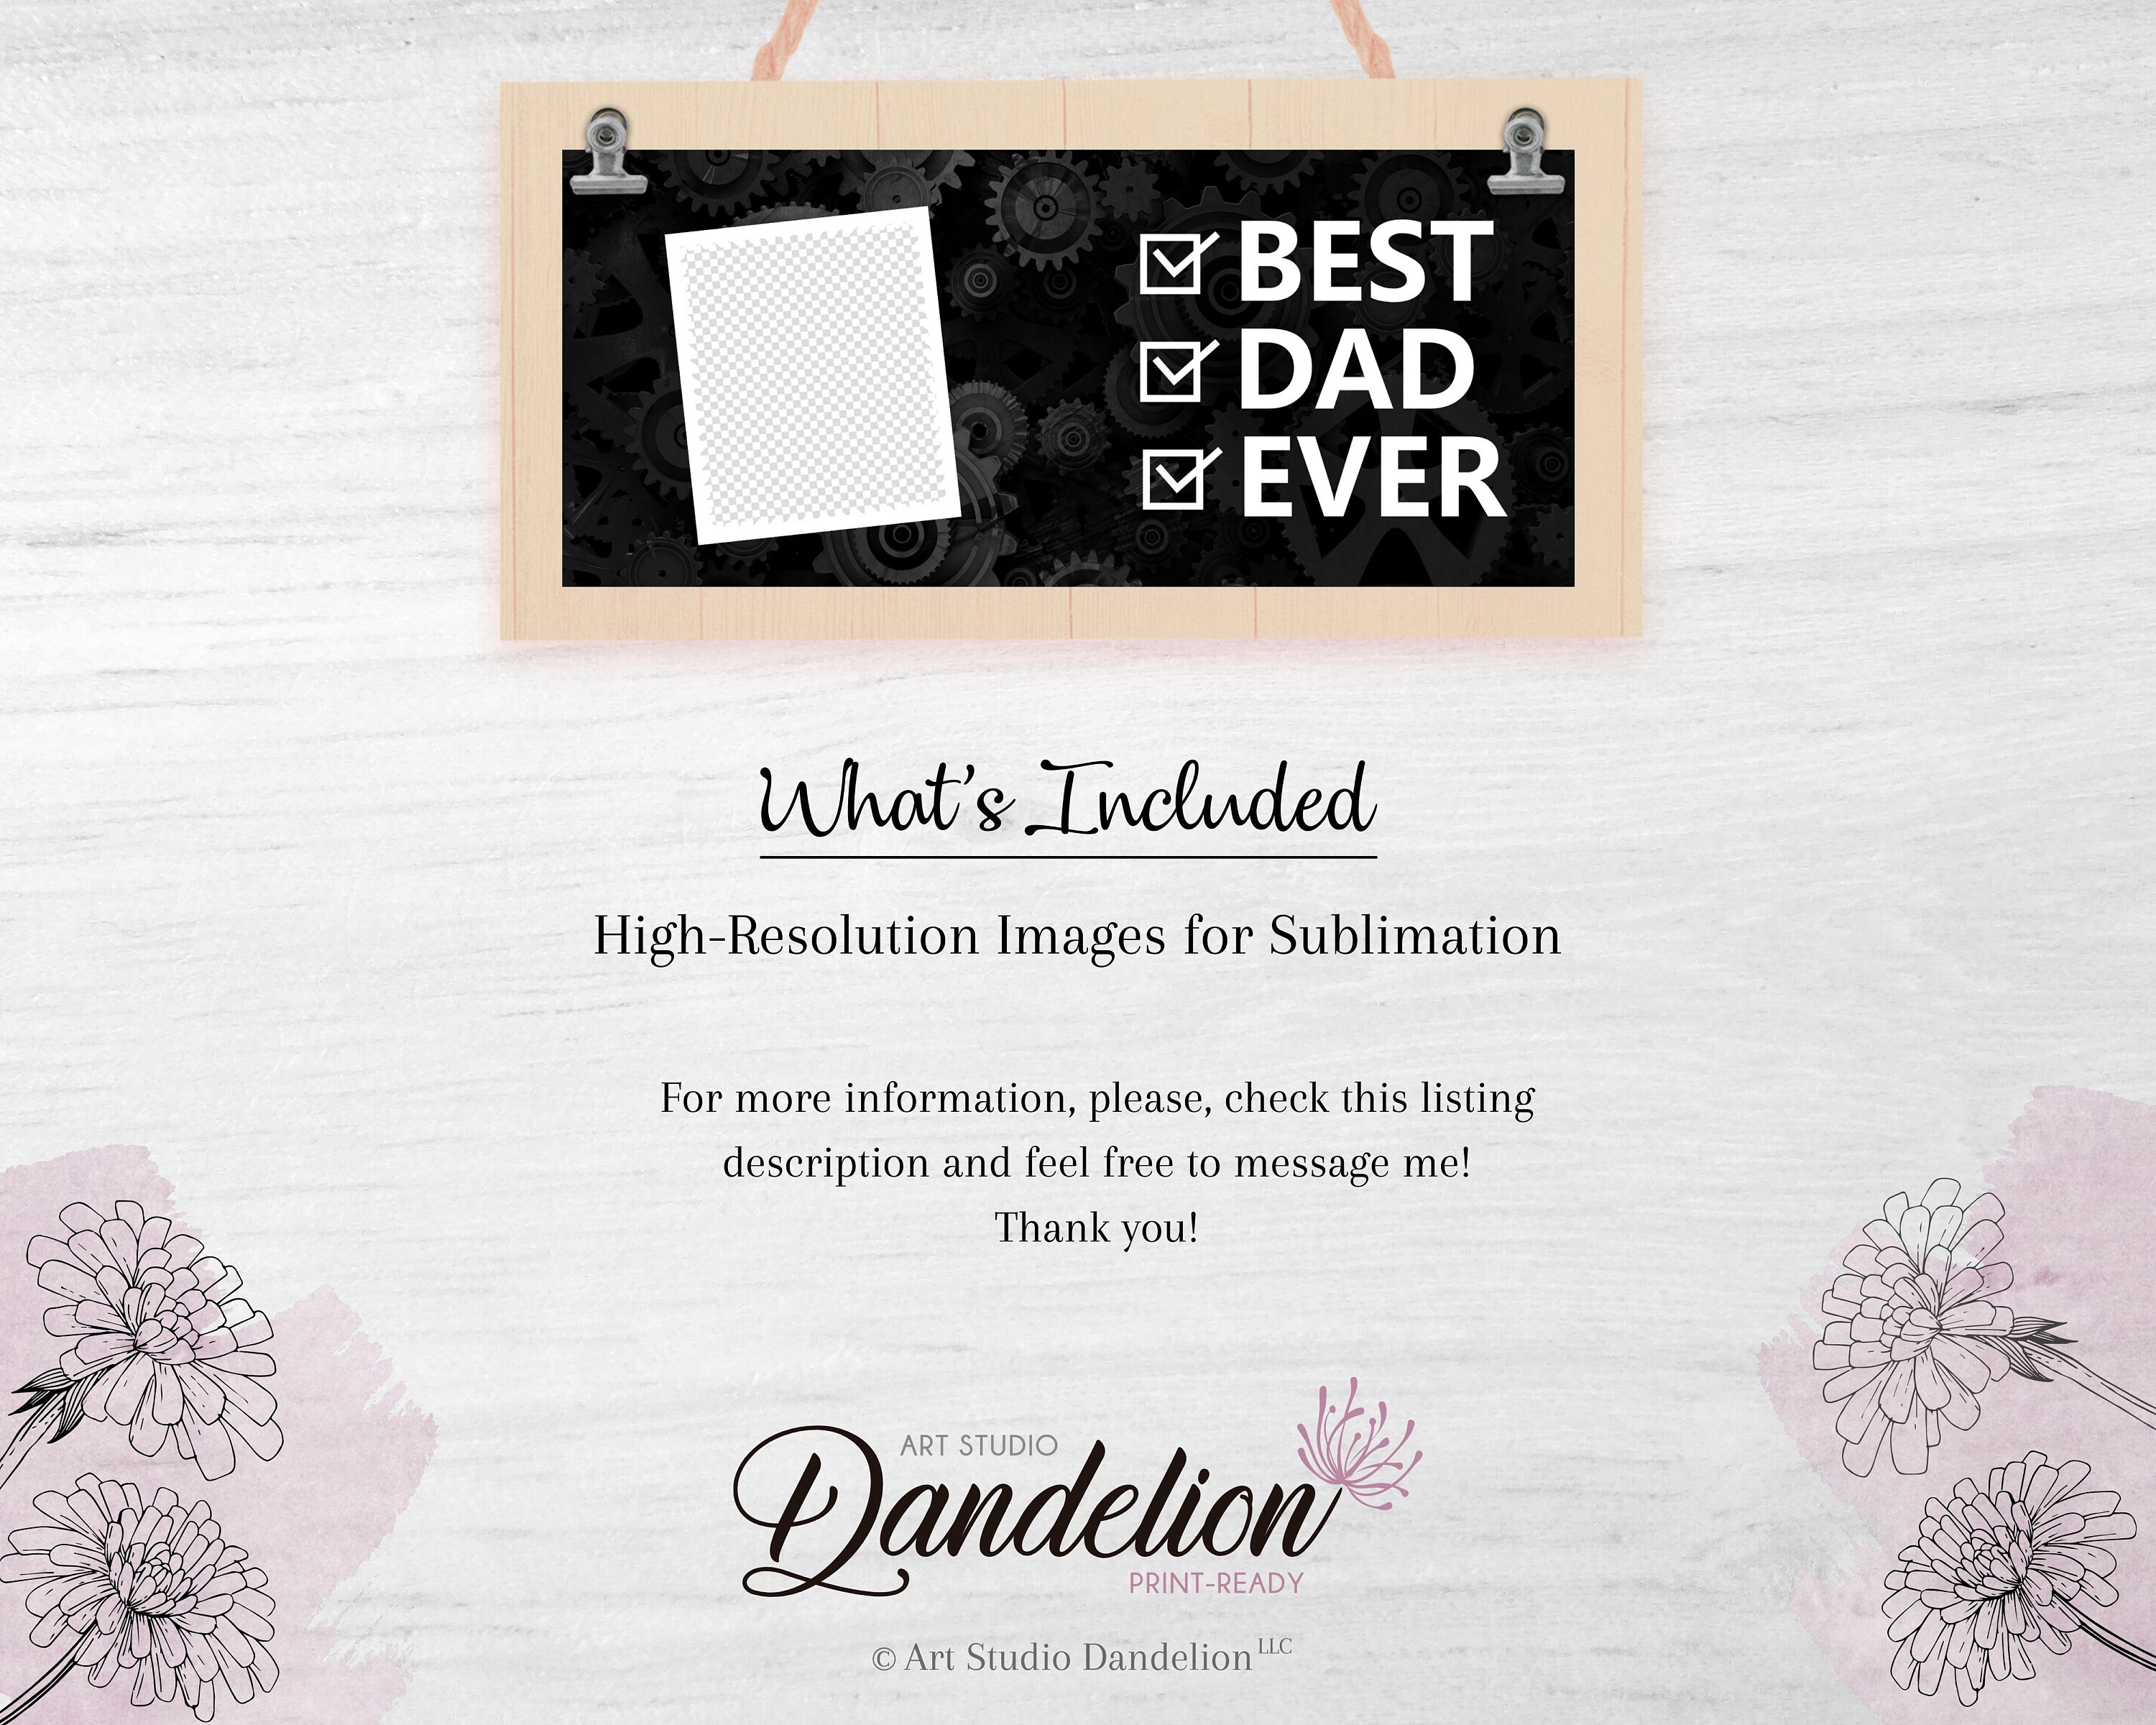 BEST
DAD
EVER
What's Included
High-Resolution Images for Sublimation
For more information, please, check this listing
description and feel free to message me!
Thank you!
ART STUDIO
Dandelion
PRINT-READY
© Art Studio Dandelion LLC